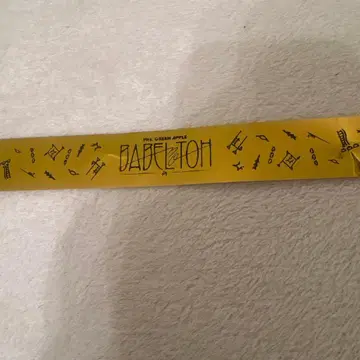 MRS. GREEN APPLE
BABEL no TOH